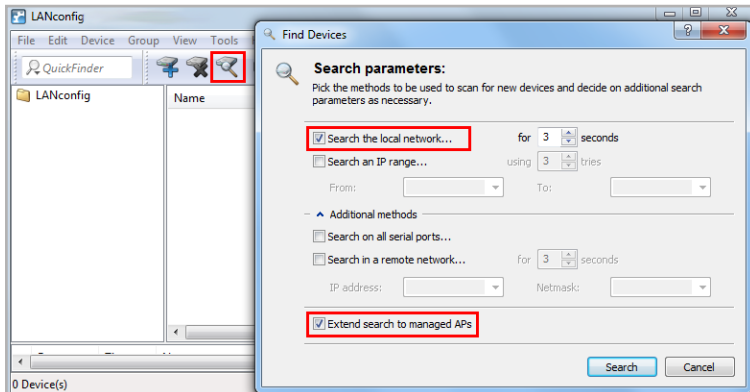 LANconfig
File Edit Device Group View Tools
QuickFinder
LANconfig
Name
0 Device(s)
Find Devices
Search parameters:
Pick the methods to be used to scan for new devices and decide on additional search
parameters as necessary.
Search the local network... for 3 seconds
Search an IP range... using 3 tries
From: To:
Additional methods
Search on all serial ports...
Search in a remote network... for 3 seconds
IP address: Netmask:
Extend search to managed APs
Search Cancel